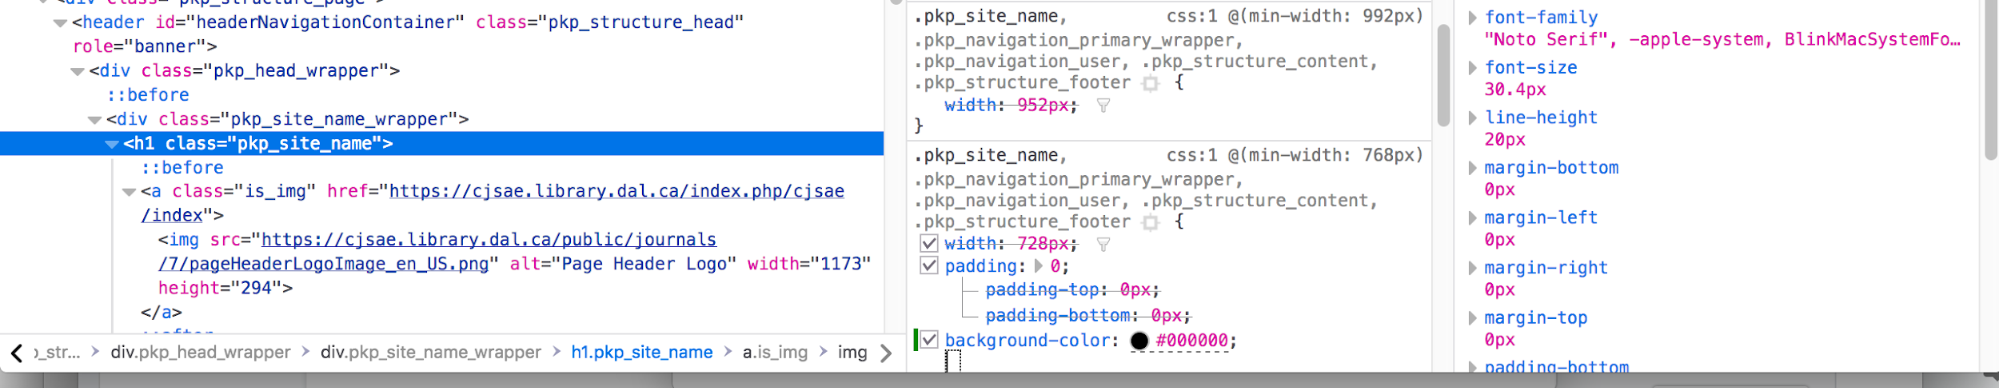 <div class="pkp_structure_page">
<header id="headerNavigationContainer" class="pkp_structure_head"
role="banner">
<div class="pkp_head_wrapper">
::before
<div class="pkp_site_name_wrapper">
<h1 class="pkp_site_name">
::before
<a class="is_img" href="https://cjsae.library.dal.ca/index.php/cjsae
/index">
<img src="https://cjsae.library.dal.ca/public/journals
/7/pageHeaderLogoImage_en_US.png" alt="Page Header Logo" width="1173"
height="294">
</a>
::after
div.pkp_head_wrapper > div.pkp_site_name_wrapper > h1.pkp_site_name > a.is_img > img
.pkp_site_name, css:1 @(min-width: 992px)
.pkp_navigation_primary_wrapper,
.pkp_navigation_user, .pkp_structure_content,
.pkp_structure_footer {
width: 952px;
}
.pkp_site_name, css:1 @(min-width: 768px)
.pkp_navigation_primary_wrapper,
.pkp_navigation_user, .pkp_structure_content,
.pkp_structure_footer {
width: 728px;
padding: 0;
padding-top: 0px;
padding-bottom: 0px;
background-color: #000000;
font-family
"Noto Serif", -apple-system, BlinkMacSystemFo…
font-size
30.4px
line-height
20px
margin-bottom
0px
margin-left
0px
margin-right
0px
margin-top
0px
padding-bottom